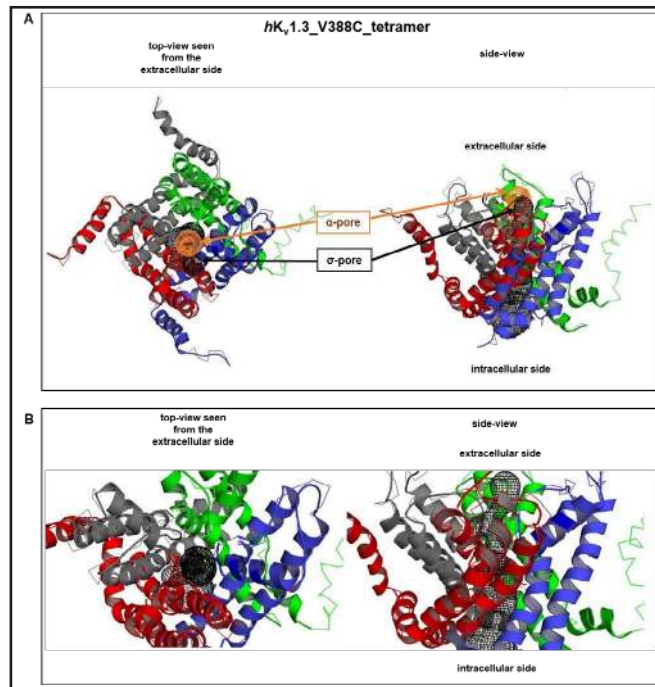 A
hKv1.3_V388C_tetramer
top-view seen
from the
extracellular side
side-view
extracellular side
α-pore
σ-pore
intracellular side
B
top-view seen
from the
extracellular side
side-view
extracellular side
intracellular side